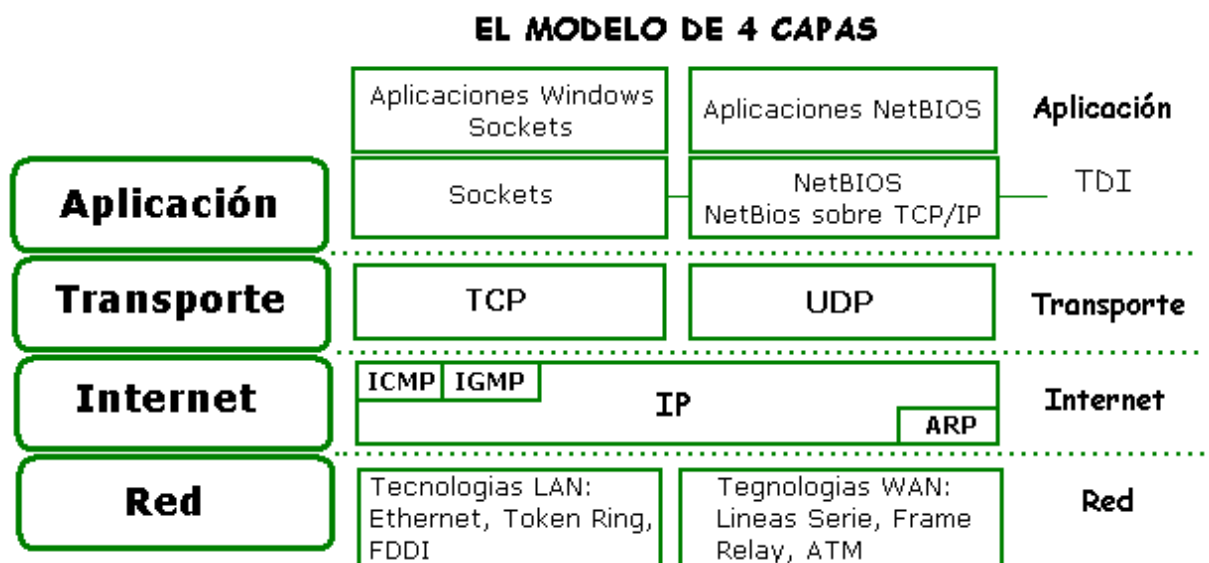 EL MODELO DE 4 CAPAS
Aplicaciones Windows
Sockets
Aplicaciones NetBIOS
Aplicación
Aplicación
Sockets
NetBIOS
NetBios sobre TCP/IP
TDI
Transporte
TCP
UDP
Transporte
Internet
ICMP
IGMP
IP
ARP
Internet
Red
Tecnologias LAN:
Ethernet, Token Ring,
FDDI
Tegnologias WAN:
Lineas Serie, Frame
Relay, ATM
Red